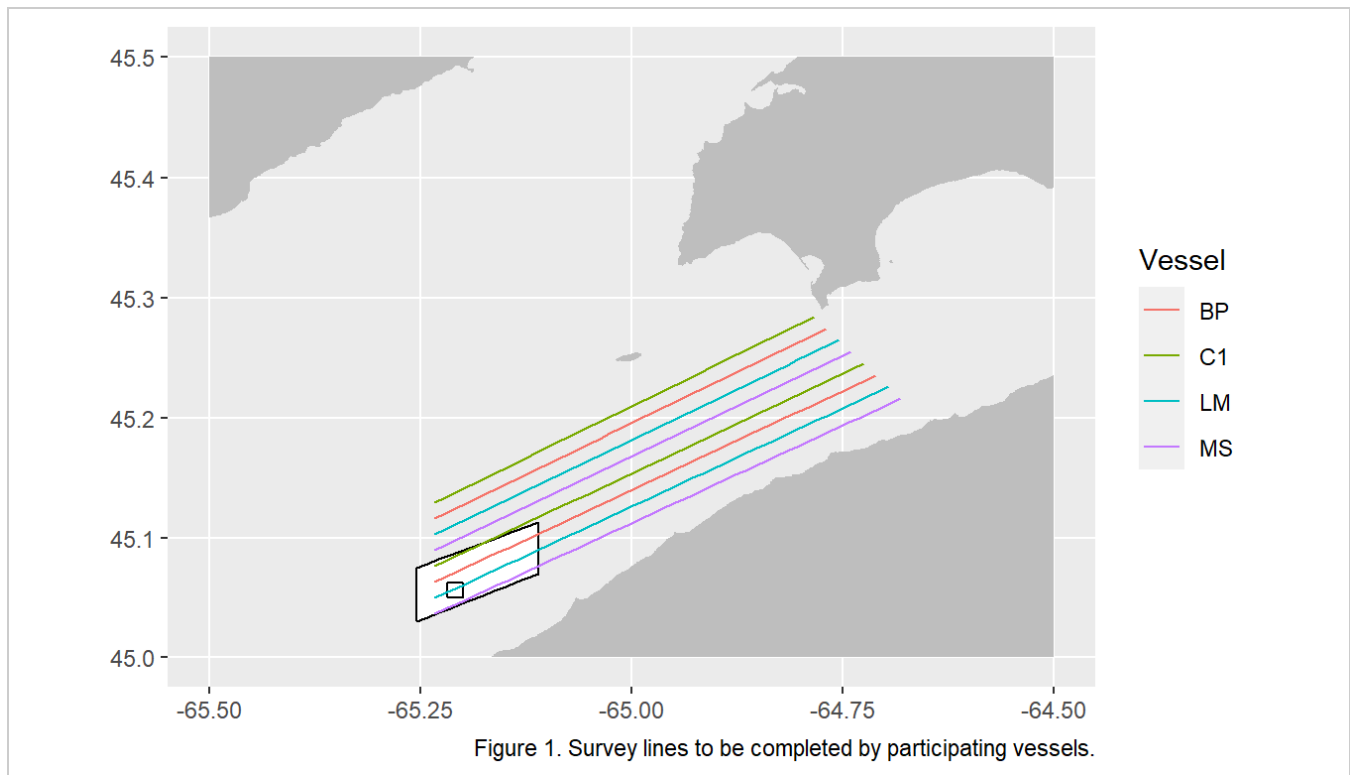 45.5
45.4
45.3
45.2
45.1
45.0
-65.50
-65.25
-65.00
-64.75
-64.50
Vessel
BP
C1
LM
MS
Figure 1. Survey lines to be completed by participating vessels.